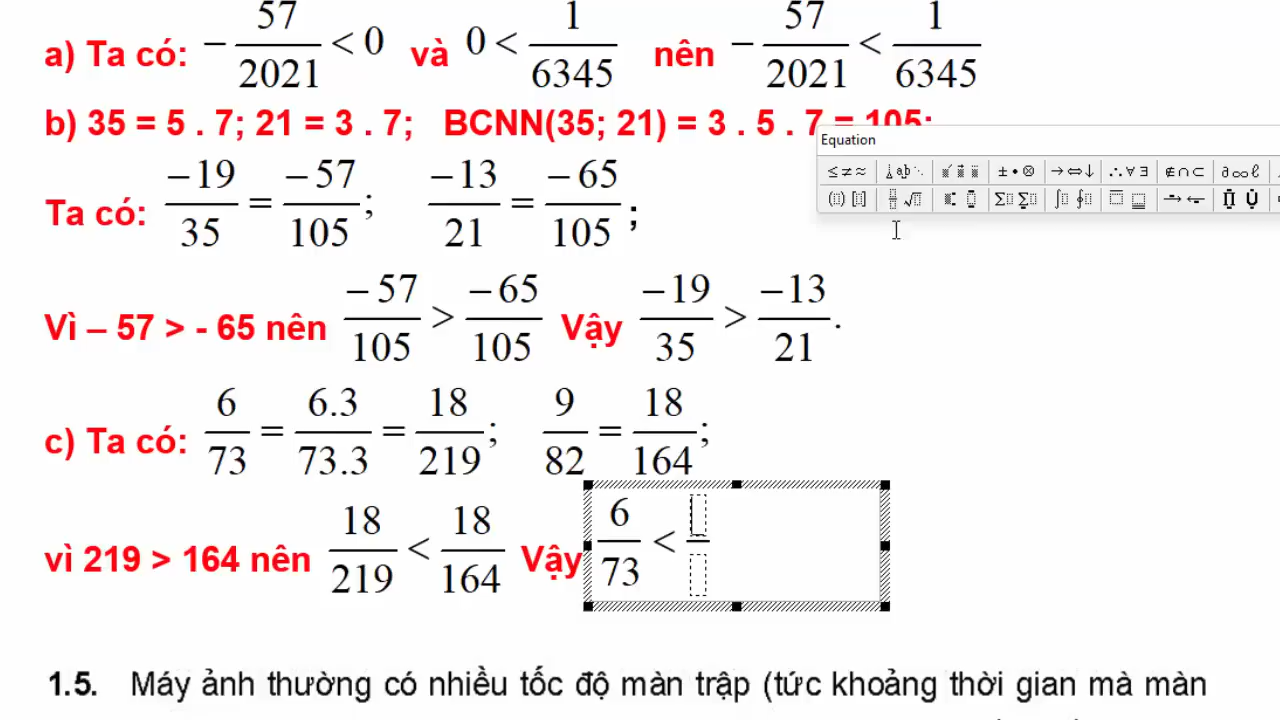 a) Ta có: −57/2021 < 0 và 0 < 1/6345 nên −57/2021 < 1/6345
b) 35 = 5 . 7; 21 = 3 . 7; BCNN(35; 21) = 3 . 5 . 7 = 105;
Equation
Ta có: −19/35 = −57/105; −13/21 = −65/105 ;
Vì – 57 > - 65 nên −57/105 > −65/105 Vậy −19/35 > −13/21.
c) Ta có: 6/73 = 6.3/73.3 = 18/219; 9/82 = 18/164;
vì 219 > 164 nên 18/219 < 18/164 Vậy 6/73 <
1.5. Máy ảnh thường có nhiều tốc độ màn trập (tức khoảng thời gian mà màn